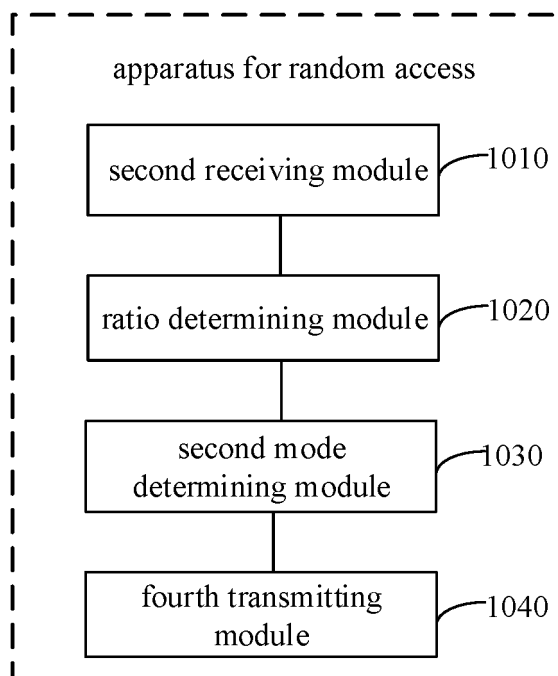 apparatus for random access
second receiving module
1010
ratio determining module
1020
second mode
determining module
1030
fourth transmitting
module
1040